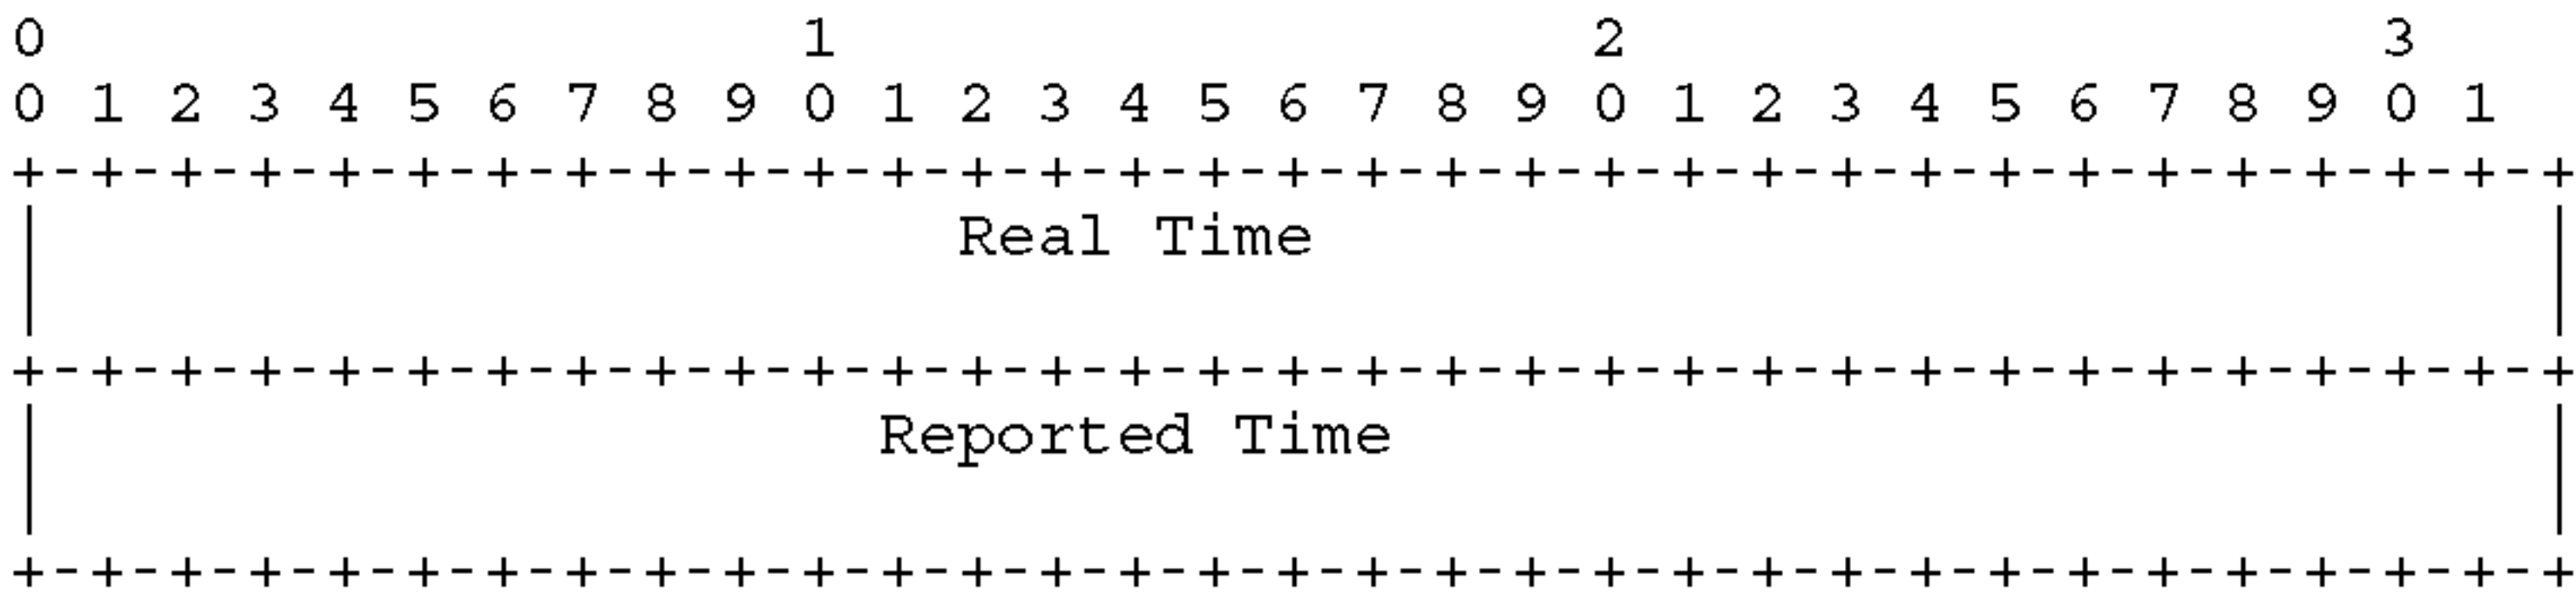 0                   1                   2                   3
0 1 2 3 4 5 6 7 8 9 0 1 2 3 4 5 6 7 8 9 0 1 2 3 4 5 6 7 8 9 0 1
+-+-+-+-+-+-+-+-+-+-+-+-+-+-+-+-+-+-+-+-+-+-+-+-+-+-+-+-+-+-+-+-+
|                       Real Time                               |
|                                                               |
+-+-+-+-+-+-+-+-+-+-+-+-+-+-+-+-+-+-+-+-+-+-+-+-+-+-+-+-+-+-+-+-+
|                     Reported Time                             |
|                                                               |
+-+-+-+-+-+-+-+-+-+-+-+-+-+-+-+-+-+-+-+-+-+-+-+-+-+-+-+-+-+-+-+-+